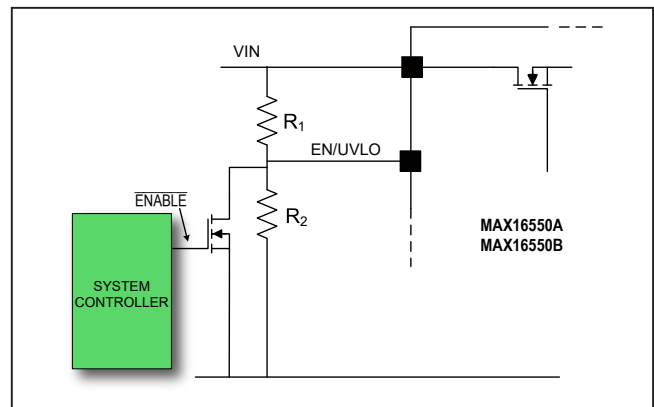 VIN
R₁
EN/UVLO
ENABLE
R₂
MAX16550A
MAX16550B
SYSTEM
CONTROLLER